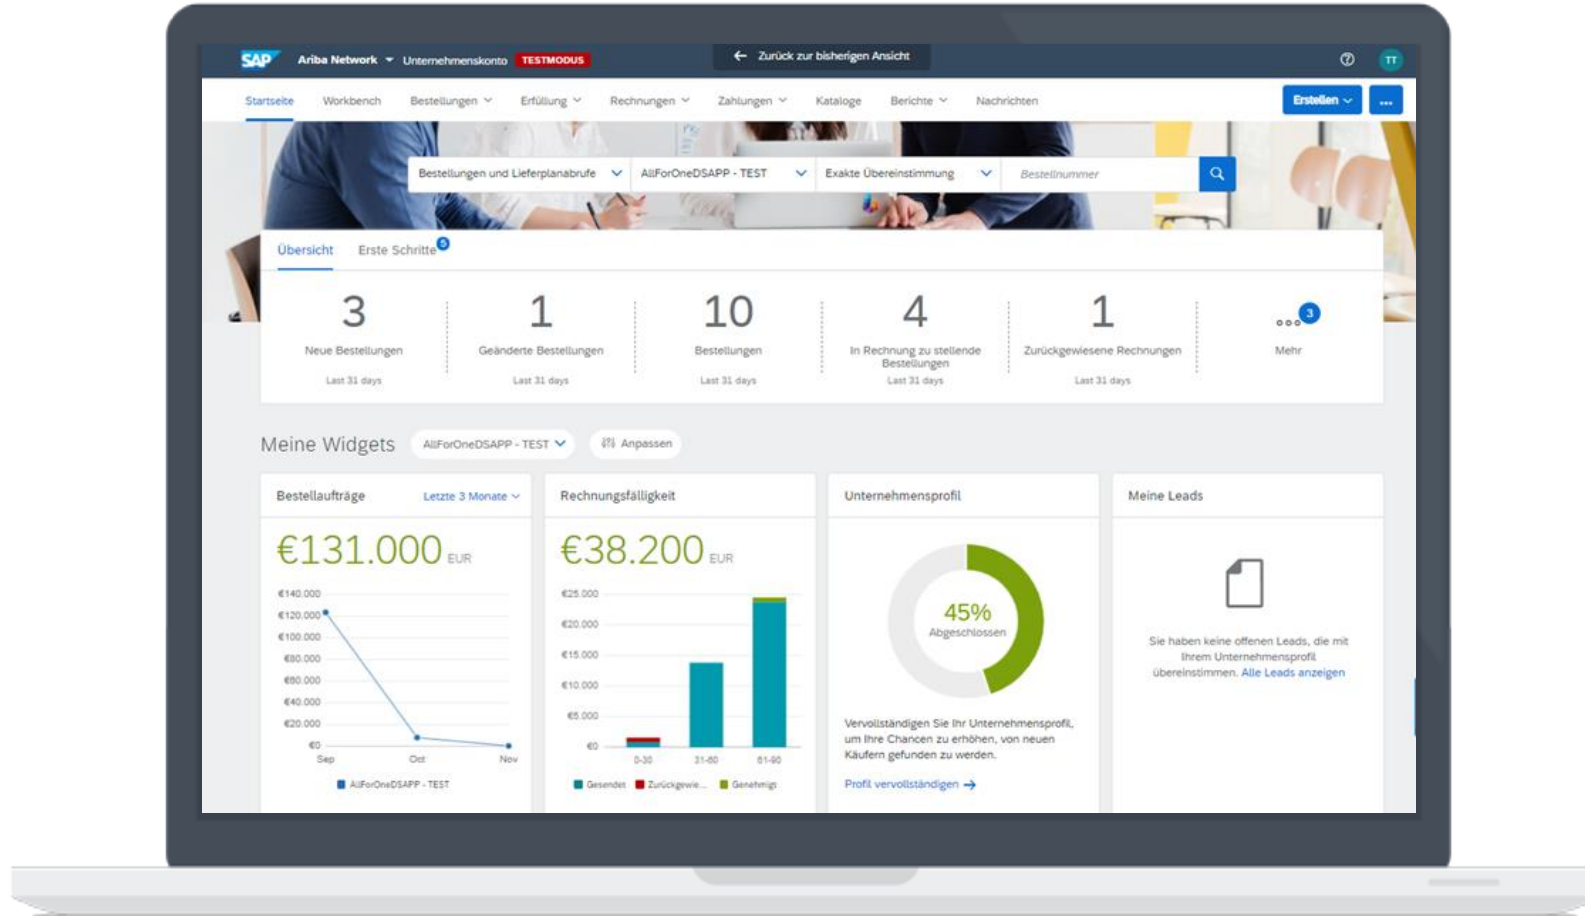 SAP Ariba Network Unternehmenskonto TESTMODUS ← Zurück zur bisherigen Ansicht TT
Startseite Workbench Bestellungen Erfüllung Rechnungen Zahlungen Kataloge Berichte Nachrichten Erstellen ...
Bestellungen und Lieferplanabrufe AllForOneDSAPP - TEST Exakte Übereinstimmung Bestellnummer
Übersicht Erste Schritte 5
3 1 10 4 1 3
Neue Bestellungen Geänderte Bestellungen Bestellungen In Rechnung zu stellende Zurückgewiesene Rechnungen Mehr
Bestellungen
Last 31 days Last 31 days Last 31 days Last 31 days Last 31 days
Meine Widgets AllForOneDSAPP - TEST Anpassen
Bestellaufträge Letzte 3 Monate
€131.000 EUR
€140.000
€120.000
€100.000
€80.000
€60.000
€40.000
€20.000
€0
Sep Oct Nov
AllForOneDSAPP - TEST
Rechnungsfälligkeit
€38.200 EUR
€25.000
€20.000
€15.000
€10.000
€5.000
€0
0-30 31-60 61-90
Gesendet Zurückgewie... Genehmigt
Unternehmensprofil
45%
Abgeschlossen
Vervollständigen Sie Ihr Unternehmensprofil,
um Ihre Chancen zu erhöhen, von neuen
Käufern gefunden zu werden.
Profil vervollständigen →
Meine Leads
Sie haben keine offenen Leads, die mit
Ihrem Unternehmensprofil
übereinstimmen. Alle Leads anzeigen